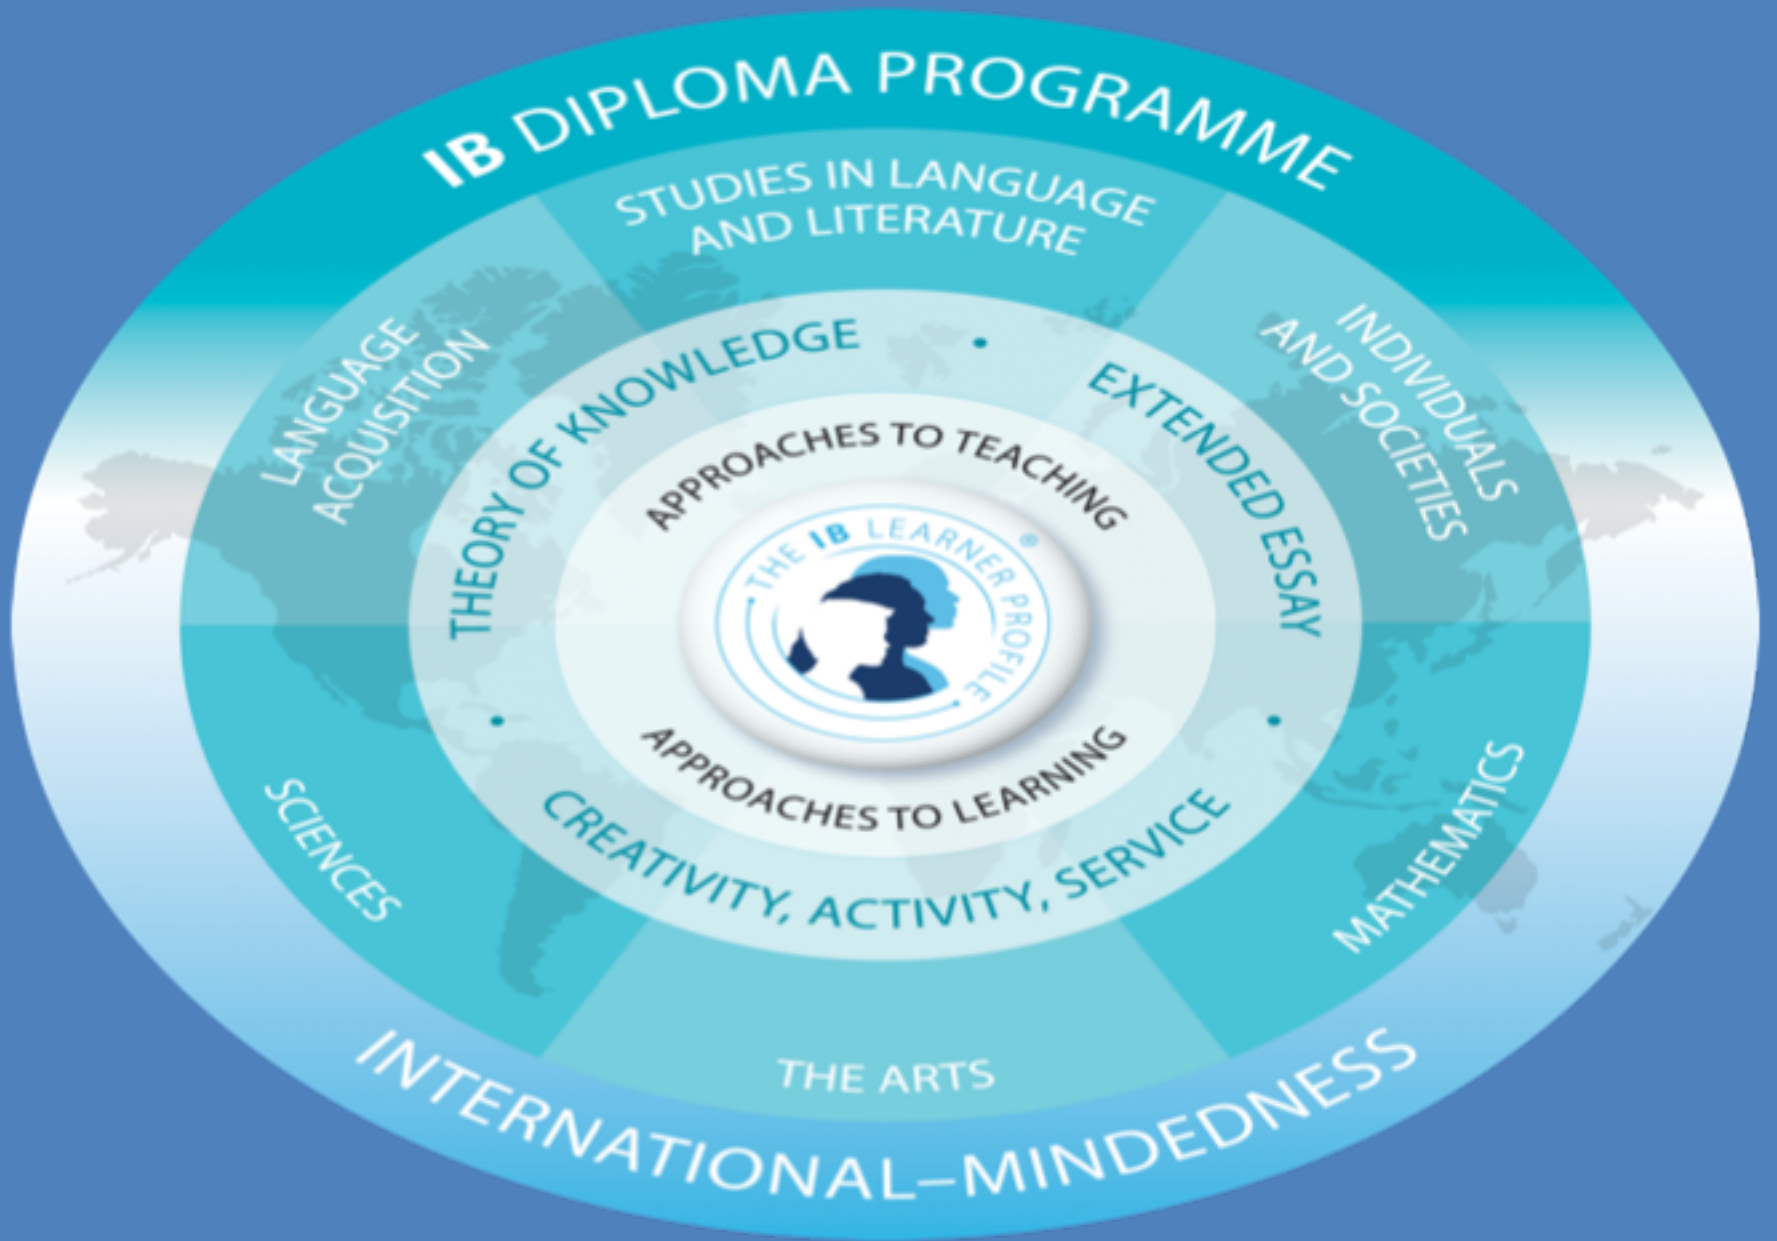 IB DIPLOMA PROGRAMME
STUDIES IN LANGUAGE
AND LITERATURE
LANGUAGE
ACQUISITION
INDIVIDUALS
AND SOCIETIES
THEORY OF KNOWLEDGE
•
EXTENDED ESSAY
APPROACHES TO TEACHING
THE IB LEARNER PROFILE
®
APPROACHES TO LEARNING
•
CREATIVITY, ACTIVITY, SERVICE
•
SCIENCES
MATHEMATICS
THE ARTS
INTERNATIONAL–MINDEDNESS